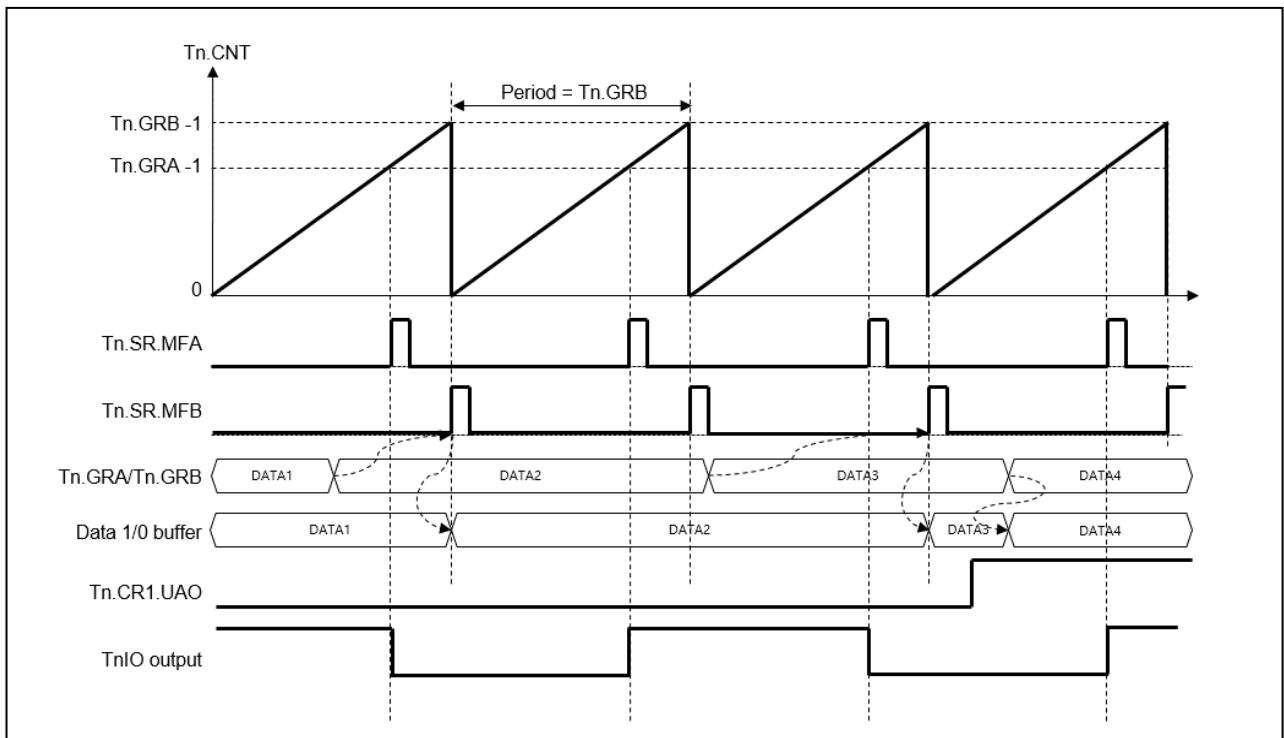 Tn.CNT
Period = Tn.GRB
Tn.GRB -1
Tn.GRA -1
0
Tn.SR.MFA
Tn.SR.MFB
Tn.GRA/Tn.GRB
DATA1
DATA2
DATA3
DATA4
Data 1/0 buffer
DATA1
DATA2
DATA3
DATA4
Tn.CR1.UAO
TnIO output